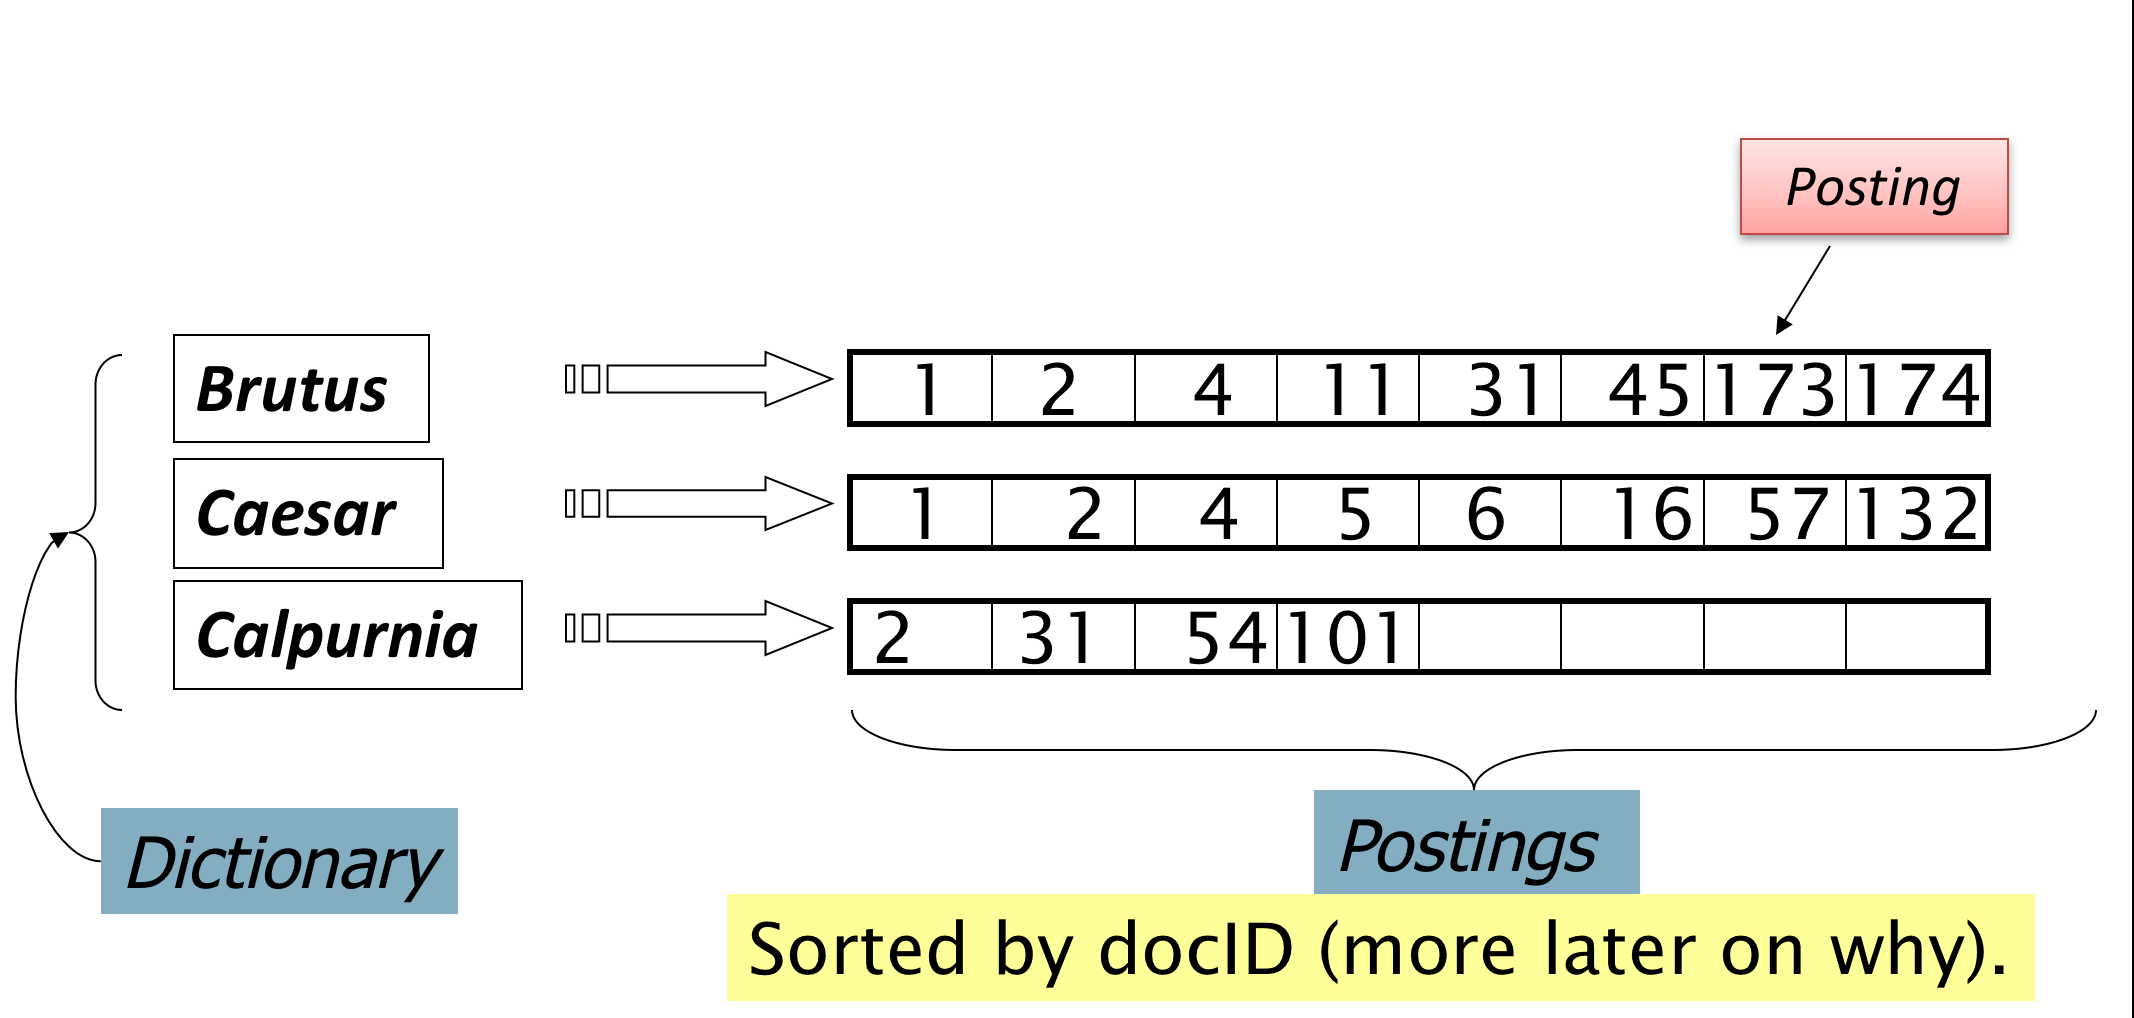 Posting
Brutus 1 2 4 11 31 45 173 174
Caesar 1 2 4 5 6 16 57 132
Calpurnia 2 31 54 101
Dictionary
Postings
Sorted by docID (more later on why).